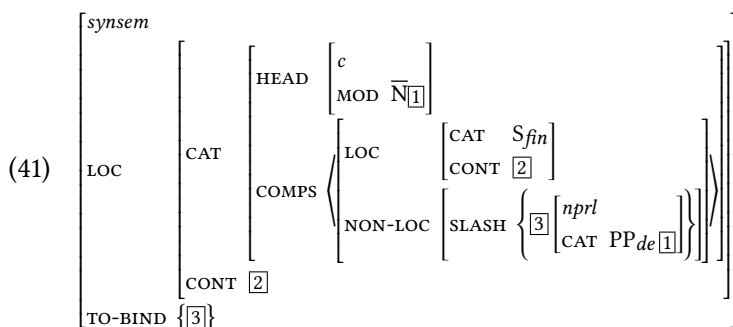 synsem
HEAD c
MOD N̅ 1
LOC CAT S fin
CONT 2
(41) LOC CAT COMPS
NON-LOC SLASH { 3 nprl
CAT PP de 1 }
CONT 2
TO-BIND { 3 }